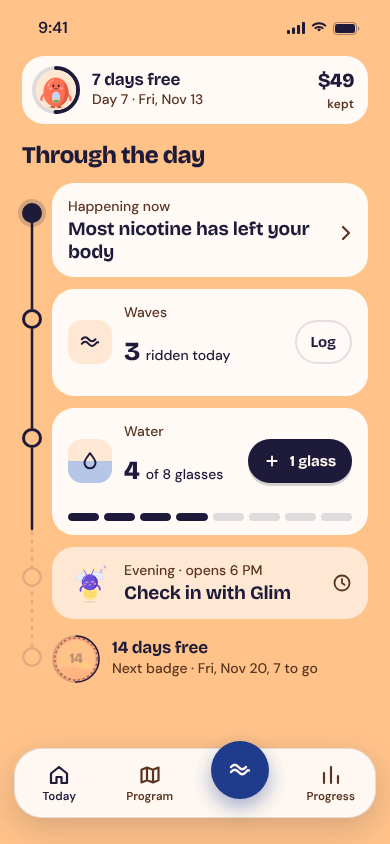 9:41
7 days free
Day 7 · Fri, Nov 13
$49
kept
Through the day
Happening now
Most nicotine has left your
body
Waves
3 ridden today
Log
Water
4 of 8 glasses
+ 1 glass
Evening · opens 6 PM
Check in with Glim
14
14 days free
Next badge · Fri, Nov 20, 7 to go
Today
Program
Progress